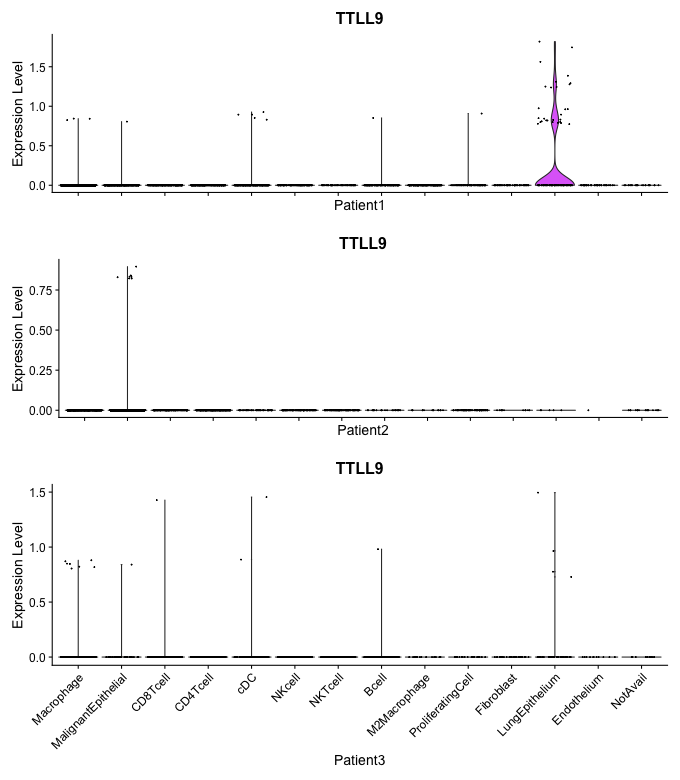 TTLL9
Expression Level
1.5
1.0
0.5
0.0
Patient1
TTLL9
Expression Level
0.75
0.50
0.25
0.00
Patient2
TTLL9
Expression Level
1.5
1.0
0.5
0.0
Macrophage
MalignantEpithelial
CD8Tcell
CD4Tcell
cDC
NKcell
NKTcell
Bcell
M2Macrophage
ProliferatingCell
Fibroblast
LungEpithelium
Endothelium
NotAvail
Patient3